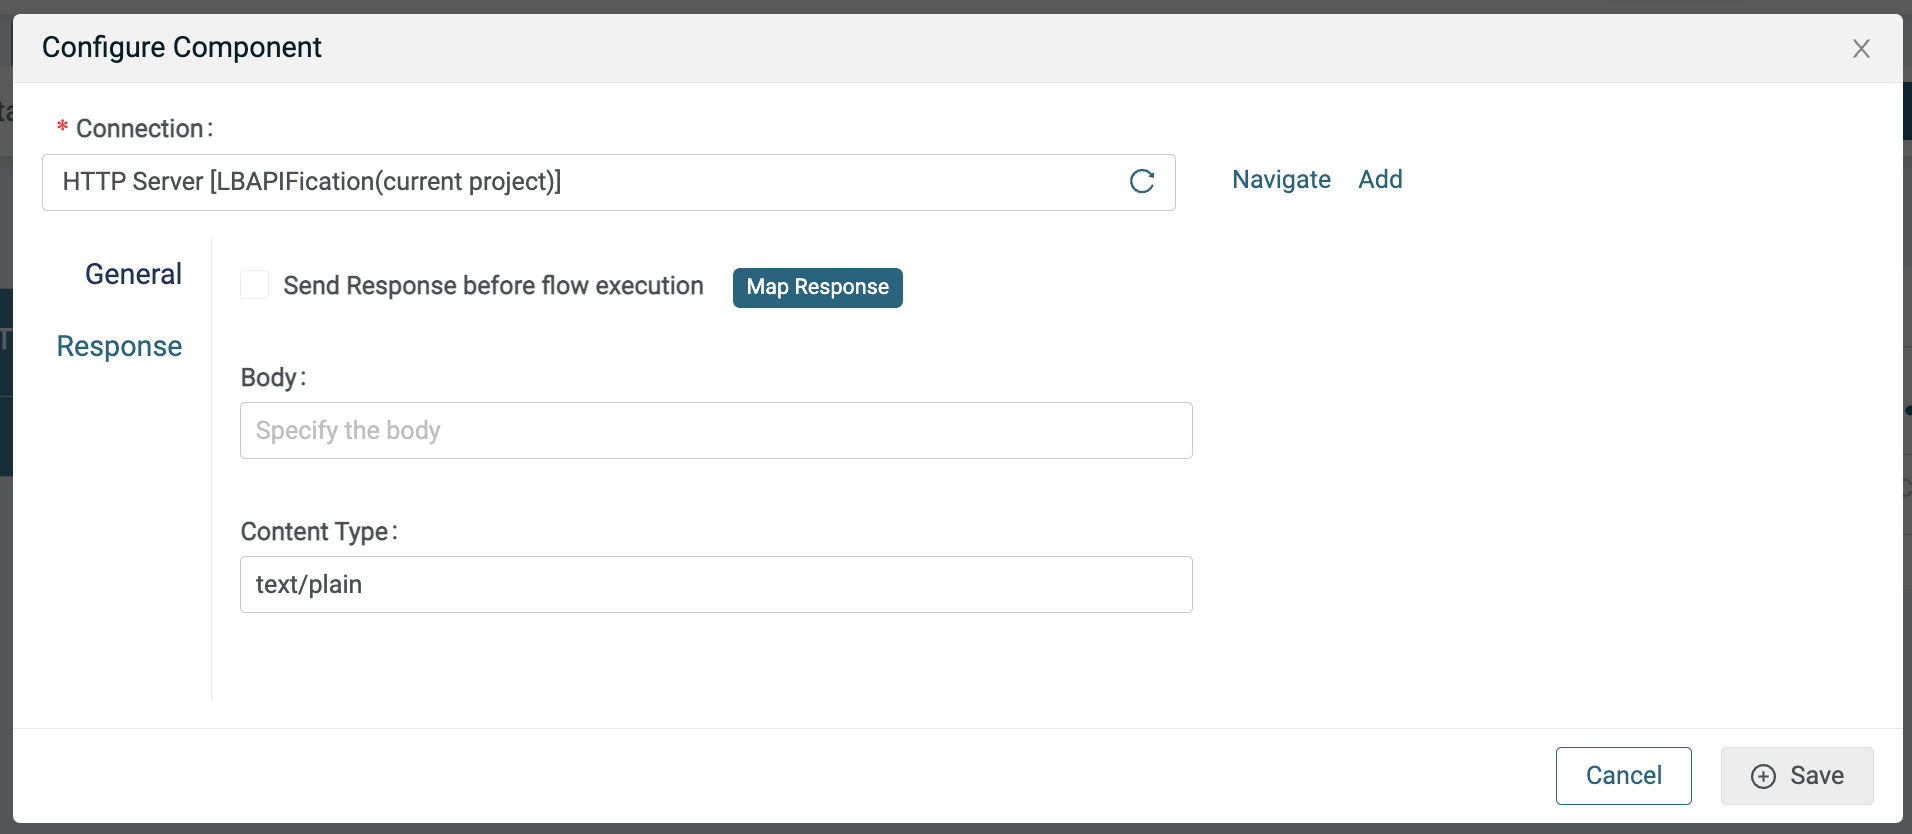 Configure Component
* Connection:
HTTP Server [LBAPIFication(current project)]
Navigate Add
General
Response
Send Response before flow execution
Map Response
Body:
Specify the body
Content Type:
text/plain
Cancel
Save